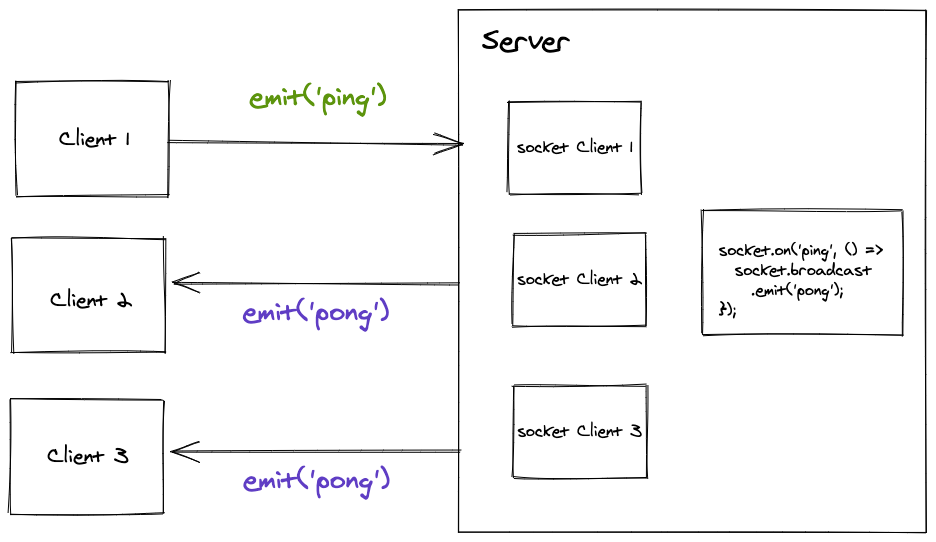 Server
emit('ping')
Client 1
socket Client 1
socket.on('ping', () =>
socket.broadcast
.emit('pong');
});
Client 2
socket Client 2
emit('pong')
Client 3
socket Client 3
emit('pong')